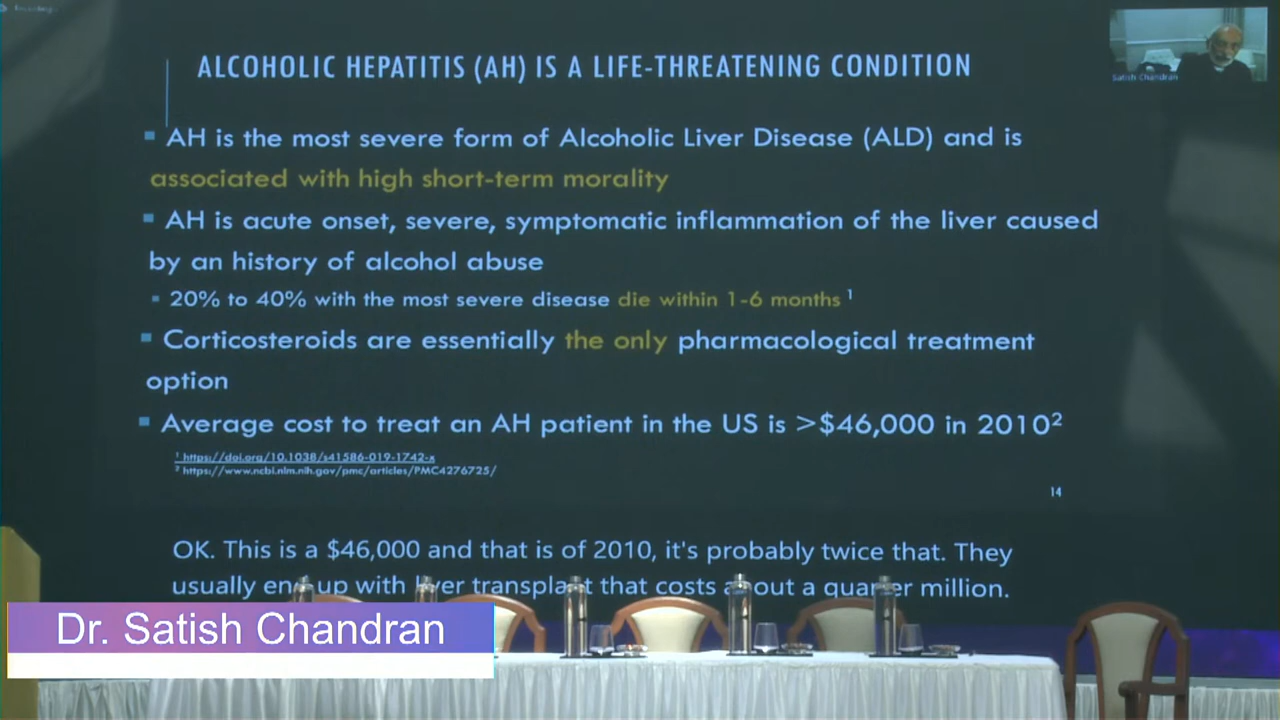 Satish Chandran
ALCOHOLIC HEPATITIS (AH) IS A LIFE-THREATENING CONDITION
▪ AH is the most severe form of Alcoholic Liver Disease (ALD) and is
associated with high short-term morality
▪ AH is acute onset, severe, symptomatic inflammation of the liver caused
by an history of alcohol abuse
▪ 20% to 40% with the most severe disease die within 1-6 months ¹
▪ Corticosteroids are essentially the only pharmacological treatment
option
▪ Average cost to treat an AH patient in the US is >$46,000 in 2010²
¹ https://doi.org/10.1038/s41586-019-1742-x
² https://www.ncbi.nlm.nih.gov/pmc/articles/PMC4276725/
14
OK. This is a $46,000 and that is of 2010, it's probably twice that. They
usually end up with liver transplant that costs about a quarter million.
Dr. Satish Chandran